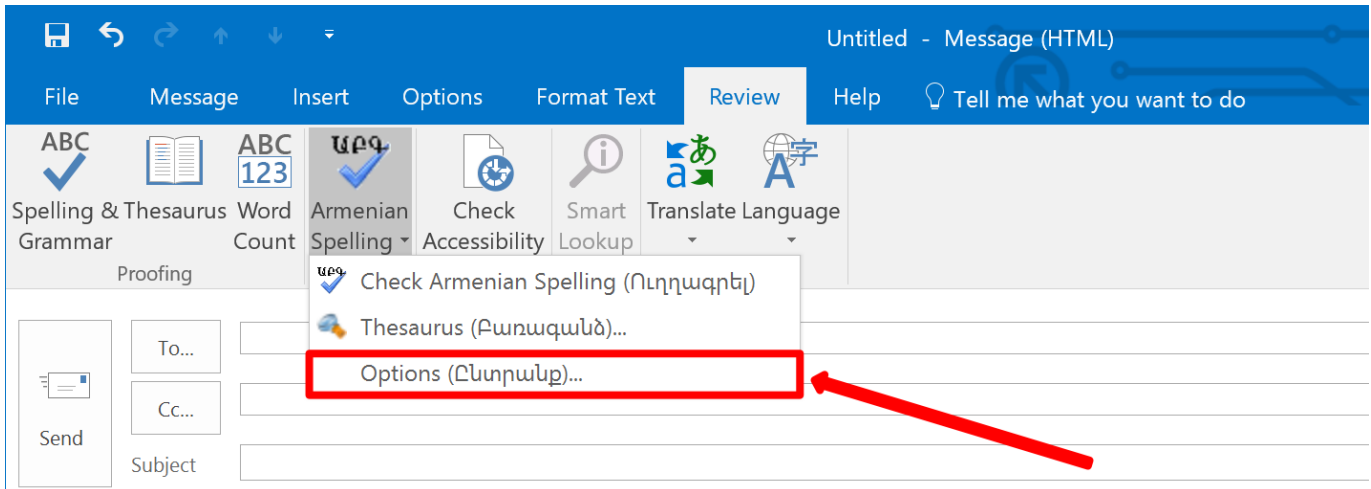 Untitled - Message (HTML)
File Message Insert Options Format Text Review Help Tell me what you want to do
ABC ABC 123 ԱԲԳ i あ a A 字
Spelling & Thesaurus Word Armenian Check Smart Translate Language
Grammar Count Spelling Accessibility Lookup
Proofing
ԱԲԳ Check Armenian Spelling (Ուղղագրել)
Thesaurus (Բառագանձ)...
Options (Ընտրանք)...
To...
Cc...
Send
Subject